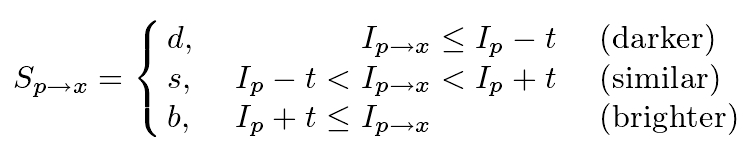 d, I_{p→x} ≤ I_p − t (darker)
S_{p→x} = { s, I_p − t < I_{p→x} < I_p + t (similar)
b, I_p + t ≤ I_{p→x} (brighter)